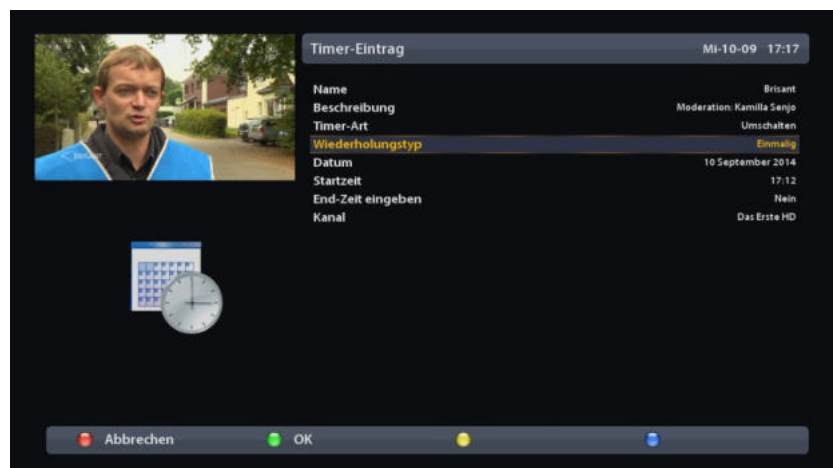 Timer-Eintrag Mi-10-09 17:17
Name Brisant
Beschreibung Moderation: Kamilla Senjo
Timer-Art Umschalten
Wiederholungstyp Einmalig
Datum 10 September 2014
Startzeit 17:12
End-Zeit eingeben Nein
Kanal Das Erste HD
BRISANT
Abbrechen OK